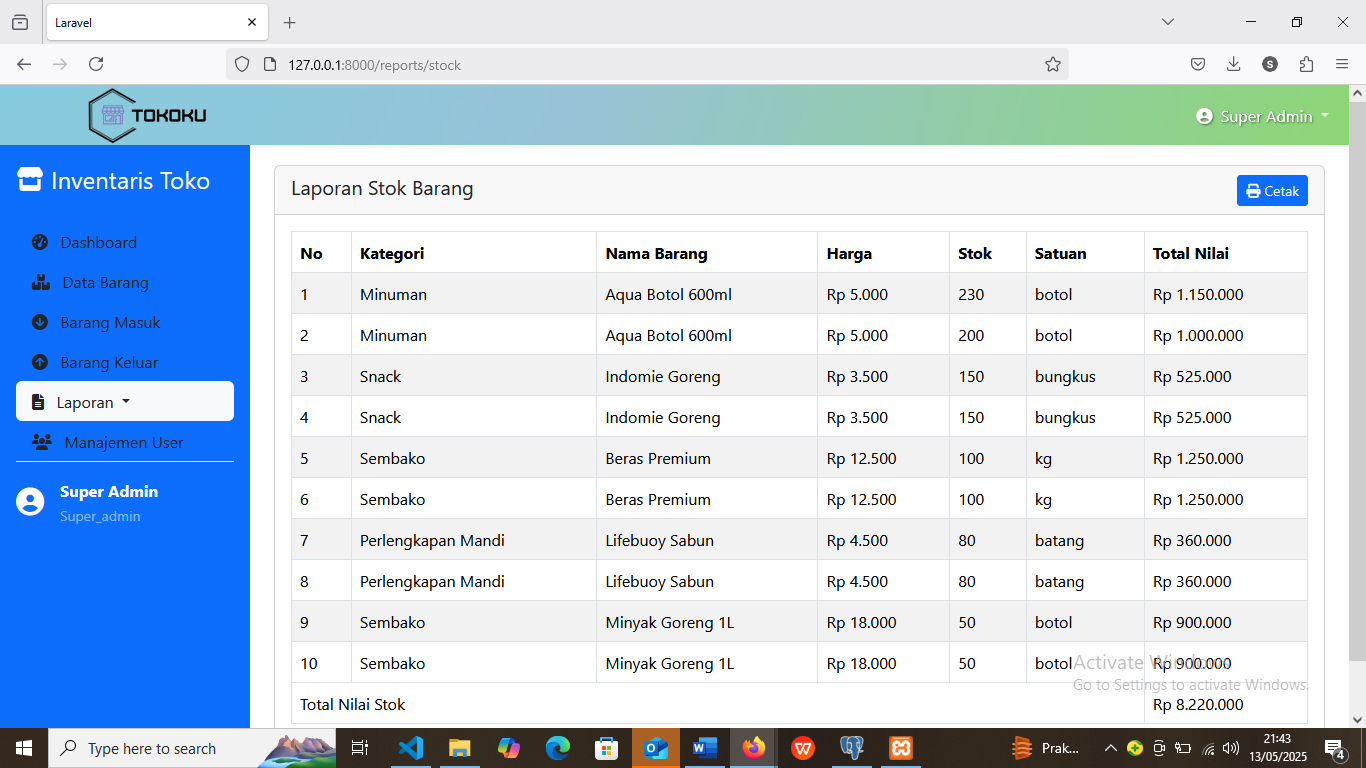 Laravel
127.0.0.1:8000/reports/stock
S
TOKOKU
Super Admin
Inventaris Toko
Dashboard
Data Barang
Barang Masuk
Barang Keluar
Laporan
Manajemen User
Super Admin
Super_admin
Laporan Stok Barang
Cetak
No Kategori Nama Barang Harga Stok Satuan Total Nilai
1 Minuman Aqua Botol 600ml Rp 5.000 230 botol Rp 1.150.000
2 Minuman Aqua Botol 600ml Rp 5.000 200 botol Rp 1.000.000
3 Snack Indomie Goreng Rp 3.500 150 bungkus Rp 525.000
4 Snack Indomie Goreng Rp 3.500 150 bungkus Rp 525.000
5 Sembako Beras Premium Rp 12.500 100 kg Rp 1.250.000
6 Sembako Beras Premium Rp 12.500 100 kg Rp 1.250.000
7 Perlengkapan Mandi Lifebuoy Sabun Rp 4.500 80 batang Rp 360.000
8 Perlengkapan Mandi Lifebuoy Sabun Rp 4.500 80 batang Rp 360.000
9 Sembako Minyak Goreng 1L Rp 18.000 50 botol Rp 900.000
10 Sembako Minyak Goreng 1L Rp 18.000 50 botol Rp 900.000
Total Nilai Stok Rp 8.220.000
Activate Windows
Go to Settings to activate Windows.
Type here to search
Prak...
21:43
13/05/2025
4